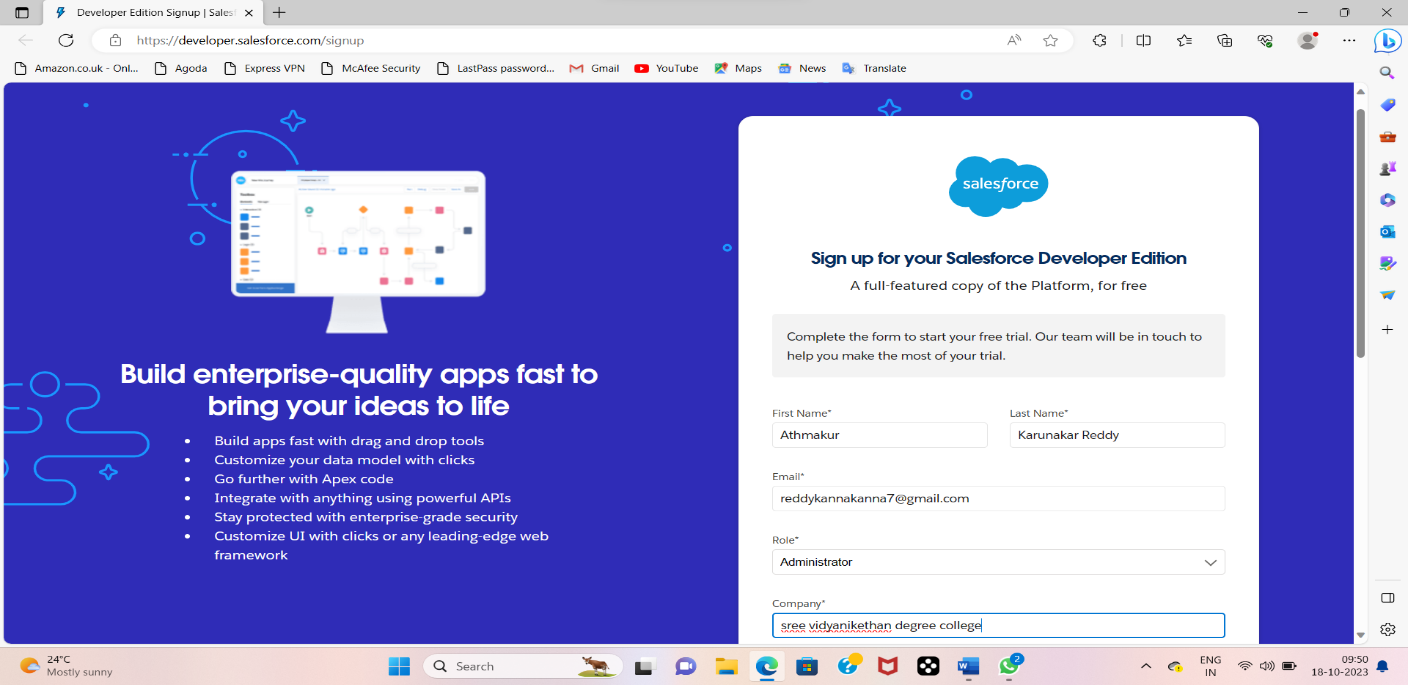 Developer Edition Signup | Salesf
https://developer.salesforce.com/signup
Amazon.co.uk - Onl...
Agoda
Express VPN
McAfee Security
LastPass password...
Gmail
YouTube
Maps
News
Translate
Build enterprise-quality apps fast to
bring your ideas to life
• Build apps fast with drag and drop tools
• Customize your data model with clicks
• Go further with Apex code
• Integrate with anything using powerful APIs
• Stay protected with enterprise-grade security
• Customize UI with clicks or any leading-edge web
framework
salesforce
Sign up for your Salesforce Developer Edition
A full-featured copy of the Platform, for free
Complete the form to start your free trial. Our team will be in touch to
help you make the most of your trial.
First Name* Last Name*
Athmakur Karunakar Reddy
Email*
reddykannakanna7@gmail.com
Role*
Administrator
Company*
sree vidyanikethan degree college
24°C
Mostly sunny
Search
2
ENG
IN
09:50
18-10-2023